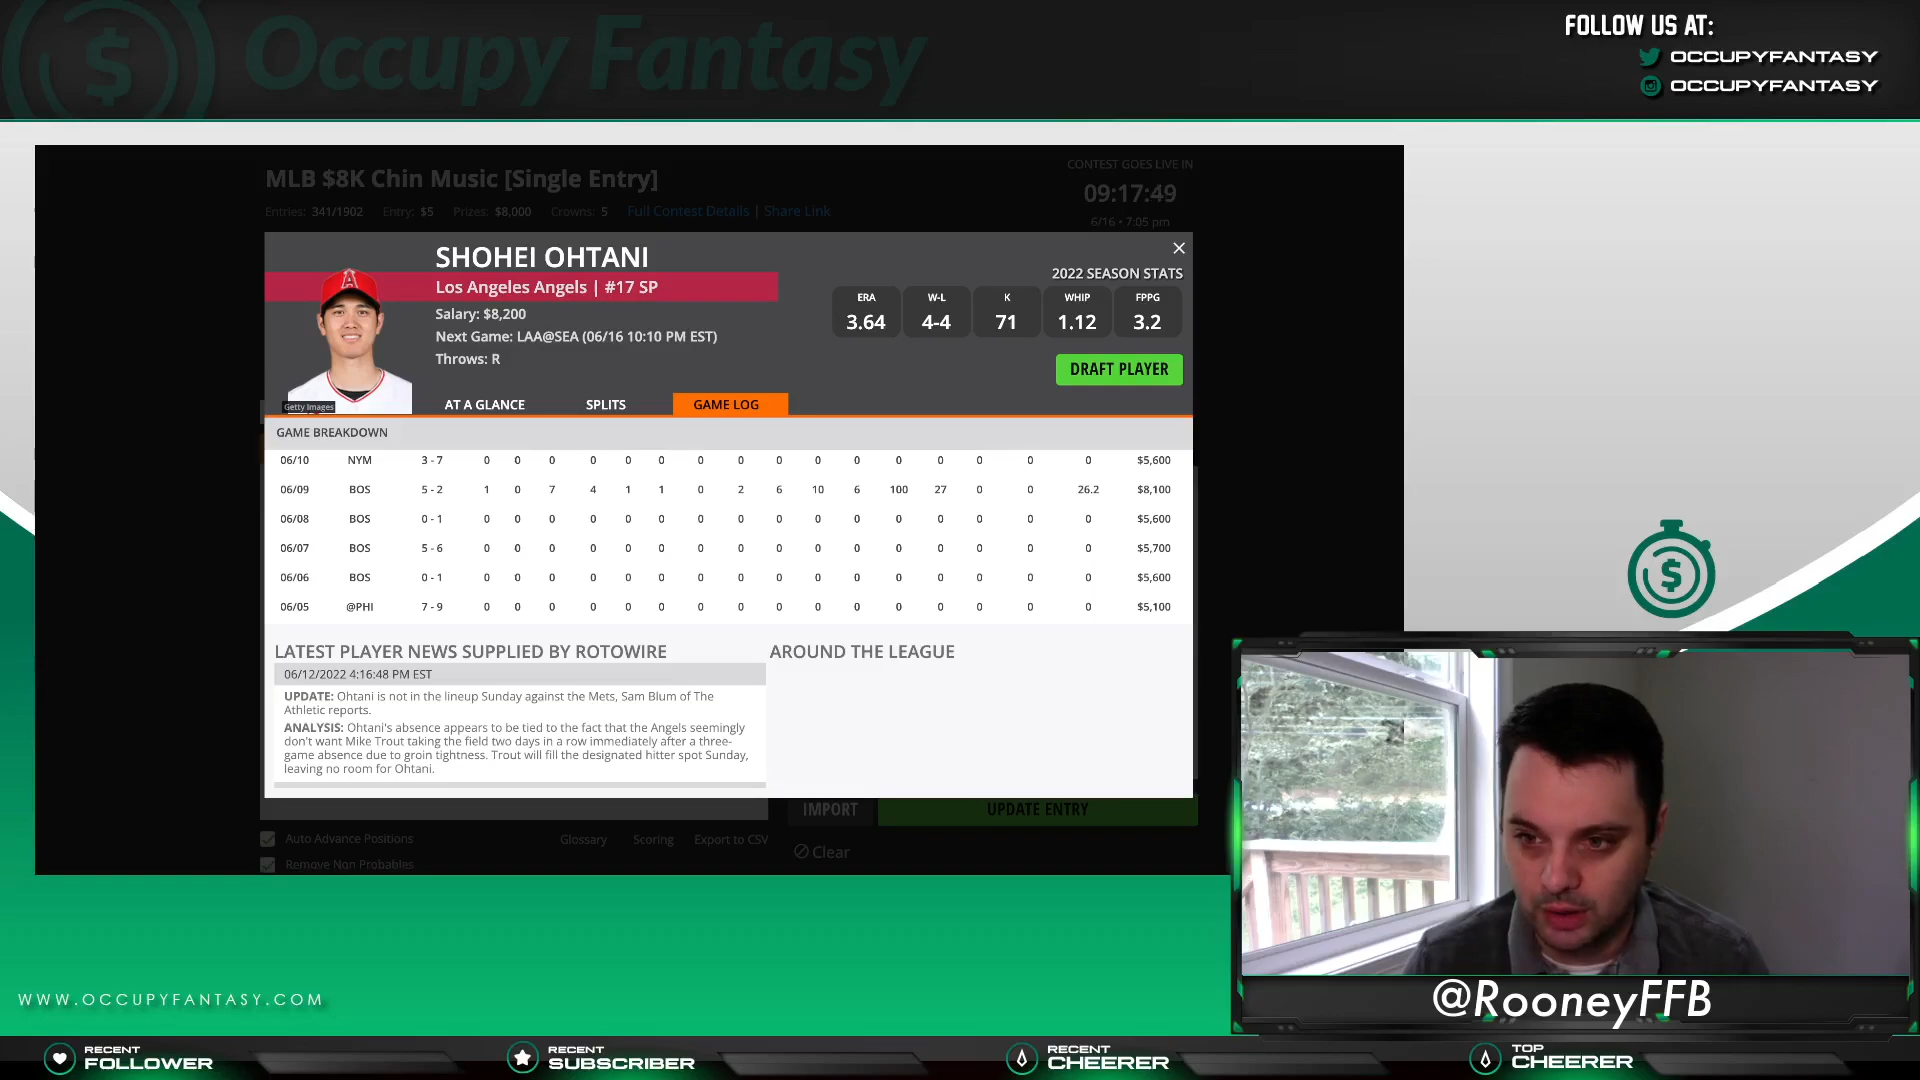 Occupy Fantasy
FOLLOW US AT:
OCCUPYFANTASY
OCCUPYFANTASY
MLB $8K Chin Music [Single Entry]
Entries: 341/1902 Entry: $5 Prizes: $8,000 Crowns: 5 Full Contest Details | Share Link
CONTEST GOES LIVE IN
09:17:49
6/16 • 7:05 pm
SHOHEI OHTANI
Los Angeles Angels | #17 SP
Salary: $8,200
Next Game: LAA@SEA (06/16 10:10 PM EST)
Throws: R
Getty Images
2022 SEASON STATS
ERA W-L K WHIP FPPG
3.64 4-4 71 1.12 3.2
DRAFT PLAYER
AT A GLANCE SPLITS GAME LOG
GAME BREAKDOWN
06/10 NYM 3 - 7 0 0 0 0 0 0 0 0 0 0 0 0 0 0 0 0 $5,600
06/09 BOS 5 - 2 1 0 7 4 1 1 0 2 6 10 6 100 27 0 0 26.2 $8,100
06/08 BOS 0 - 1 0 0 0 0 0 0 0 0 0 0 0 0 0 0 0 0 $5,600
06/07 BOS 5 - 6 0 0 0 0 0 0 0 0 0 0 0 0 0 0 0 0 $5,700
06/06 BOS 0 - 1 0 0 0 0 0 0 0 0 0 0 0 0 0 0 0 0 $5,600
06/05 @PHI 7 - 9 0 0 0 0 0 0 0 0 0 0 0 0 0 0 0 0 $5,100
LATEST PLAYER NEWS SUPPLIED BY ROTOWIRE
06/12/2022 4:16:48 PM EST
UPDATE: Ohtani is not in the lineup Sunday against the Mets, Sam Blum of The
Athletic reports.
ANALYSIS: Ohtani's absence appears to be tied to the fact that the Angels seemingly
don't want Mike Trout taking the field two days in a row immediately after a three-
game absence due to groin tightness. Trout will fill the designated hitter spot Sunday,
leaving no room for Ohtani.
AROUND THE LEAGUE
IMPORT UPDATE ENTRY
Auto Advance Positions Glossary Scoring Export to CSV
Clear
Remove Non Probables
WWW.OCCUPYFANTASY.COM
@RooneyFFB
RECENT
FOLLOWER
RECENT
SUBSCRIBER
RECENT
CHEERER
TOP
CHEERER